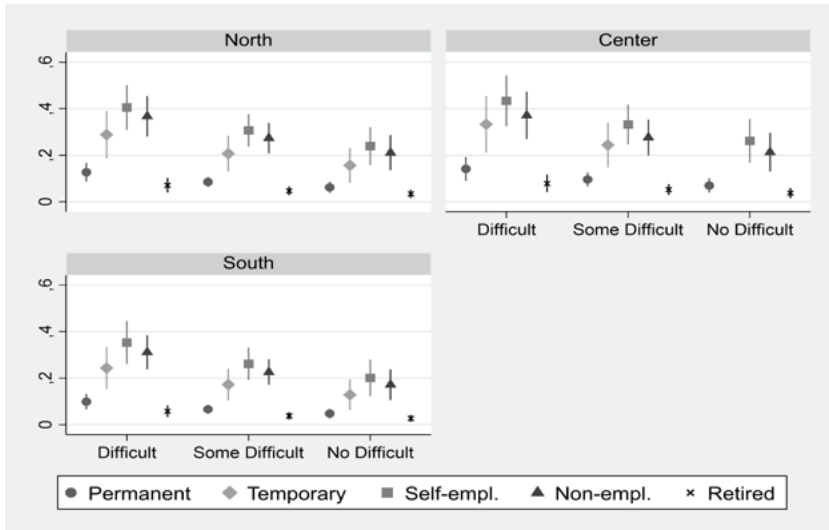 North
Center
,6
,4
,2
0
Difficult Some Difficult No Difficult
South
,6
,4
,2
0
Difficult Some Difficult No Difficult
Permanent Temporary Self-empl. Non-empl. Retired